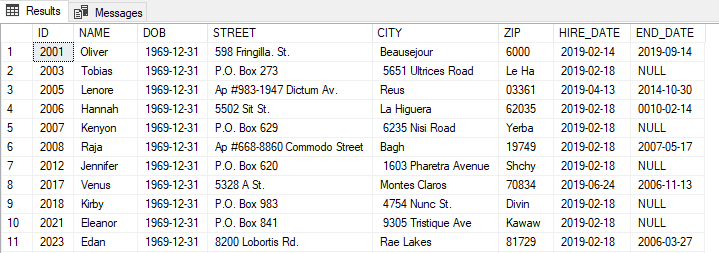 Results Messages
ID NAME DOB STREET CITY ZIP HIRE_DATE END_DATE
1 2001 Oliver 1969-12-31 598 Fringilla. St. Beausejour 6000 2019-02-14 2019-09-14
2 2003 Tobias 1969-12-31 P.O. Box 273 5651 Ultrices Road Le Ha 2019-02-18 NULL
3 2005 Lenore 1969-12-31 Ap #983-1947 Dictum Av. Reus 03361 2019-04-13 2014-10-30
4 2006 Hannah 1969-12-31 5502 Sit St. La Higuera 62035 2019-02-18 0010-02-14
5 2007 Kenyon 1969-12-31 P.O. Box 629 6235 Nisi Road Yerba 2019-02-18 NULL
6 2008 Raja 1969-12-31 Ap #668-8860 Commodo Street Bagh 19749 2019-02-18 2007-05-17
7 2012 Jennifer 1969-12-31 P.O. Box 620 1603 Pharetra Avenue Shchy 2019-02-18 NULL
8 2017 Venus 1969-12-31 5328 A St. Montes Claros 70834 2019-06-24 2006-11-13
9 2018 Kirby 1969-12-31 P.O. Box 983 4754 Nunc St. Divin 2019-02-18 NULL
10 2021 Eleanor 1969-12-31 P.O. Box 841 9305 Tristique Ave Kawaw 2019-02-18 NULL
11 2023 Edan 1969-12-31 8200 Lobortis Rd. Rae Lakes 81729 2019-02-18 2006-03-27